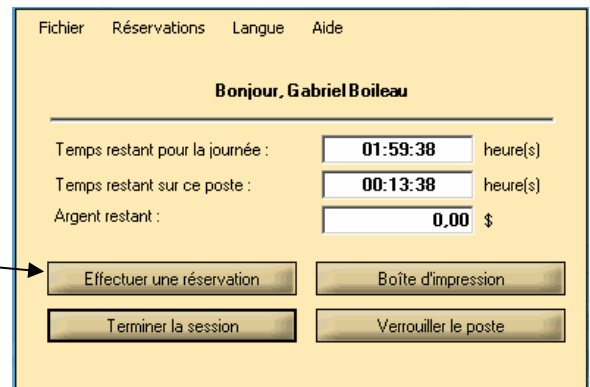 Fichier Réservations Langue Aide
Bonjour, Gabriel Boileau
Temps restant pour la journée : 01:59:38 heure(s)
Temps restant sur ce poste : 00:13:38 heure(s)
Argent restant : 0,00 $
Effectuer une réservation Boîte d'impression
Terminer la session Verrouiller le poste